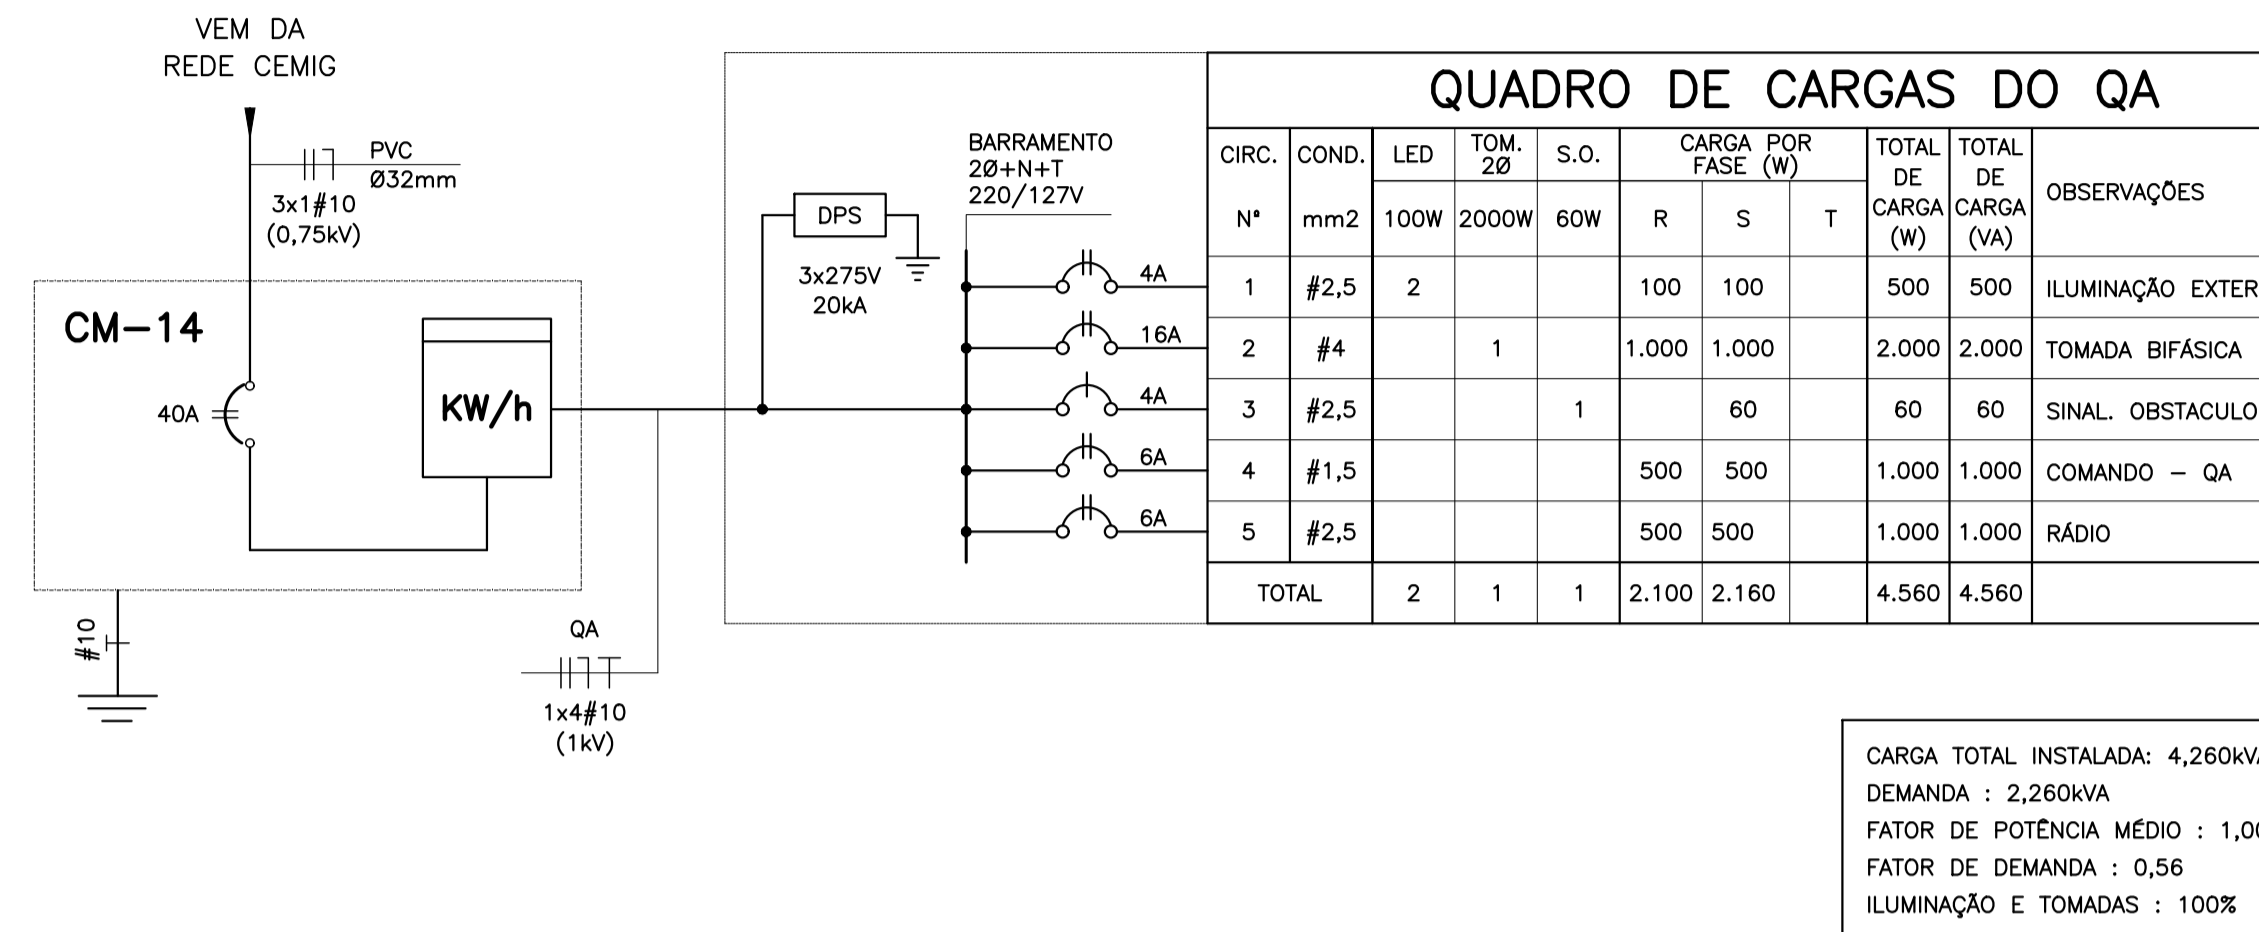 VEM DA
REDE CEMIG
PVC
Ø32mm
3x1#10
(0,75kV)
CM-14
40A
KW/h
#10
QA
1x4#10
(1kV)
DPS
3x275V
20kA
BARRAMENTO
2Ø+N+T
220/127V
4A
16A
4A
6A
6A
QUADRO DE CARGAS DO QA
CIRC. Nº COND. mm2 LED 100W TOM. 2Ø 2000W S.O. 60W CARGA POR FASE (W) R S T TOTAL DE CARGA (W) TOTAL DE CARGA (VA) OBSERVAÇÕES
1 #2,5 2 100 100 500 500 ILUMINAÇÃO EXTER
2 #4 1 1.000 1.000 2.000 2.000 TOMADA BIFÁSICA
3 #2,5 1 60 60 60 SINAL. OBSTACULO
4 #1,5 500 500 1.000 1.000 COMANDO – QA
5 #2,5 500 500 1.000 1.000 RÁDIO
TOTAL 2 1 1 2.100 2.160 4.560 4.560
CARGA TOTAL INSTALADA: 4,260kVA
DEMANDA : 2,260kVA
FATOR DE POTÊNCIA MÉDIO : 1,00
FATOR DE DEMANDA : 0,56
ILUMINAÇÃO E TOMADAS : 100%